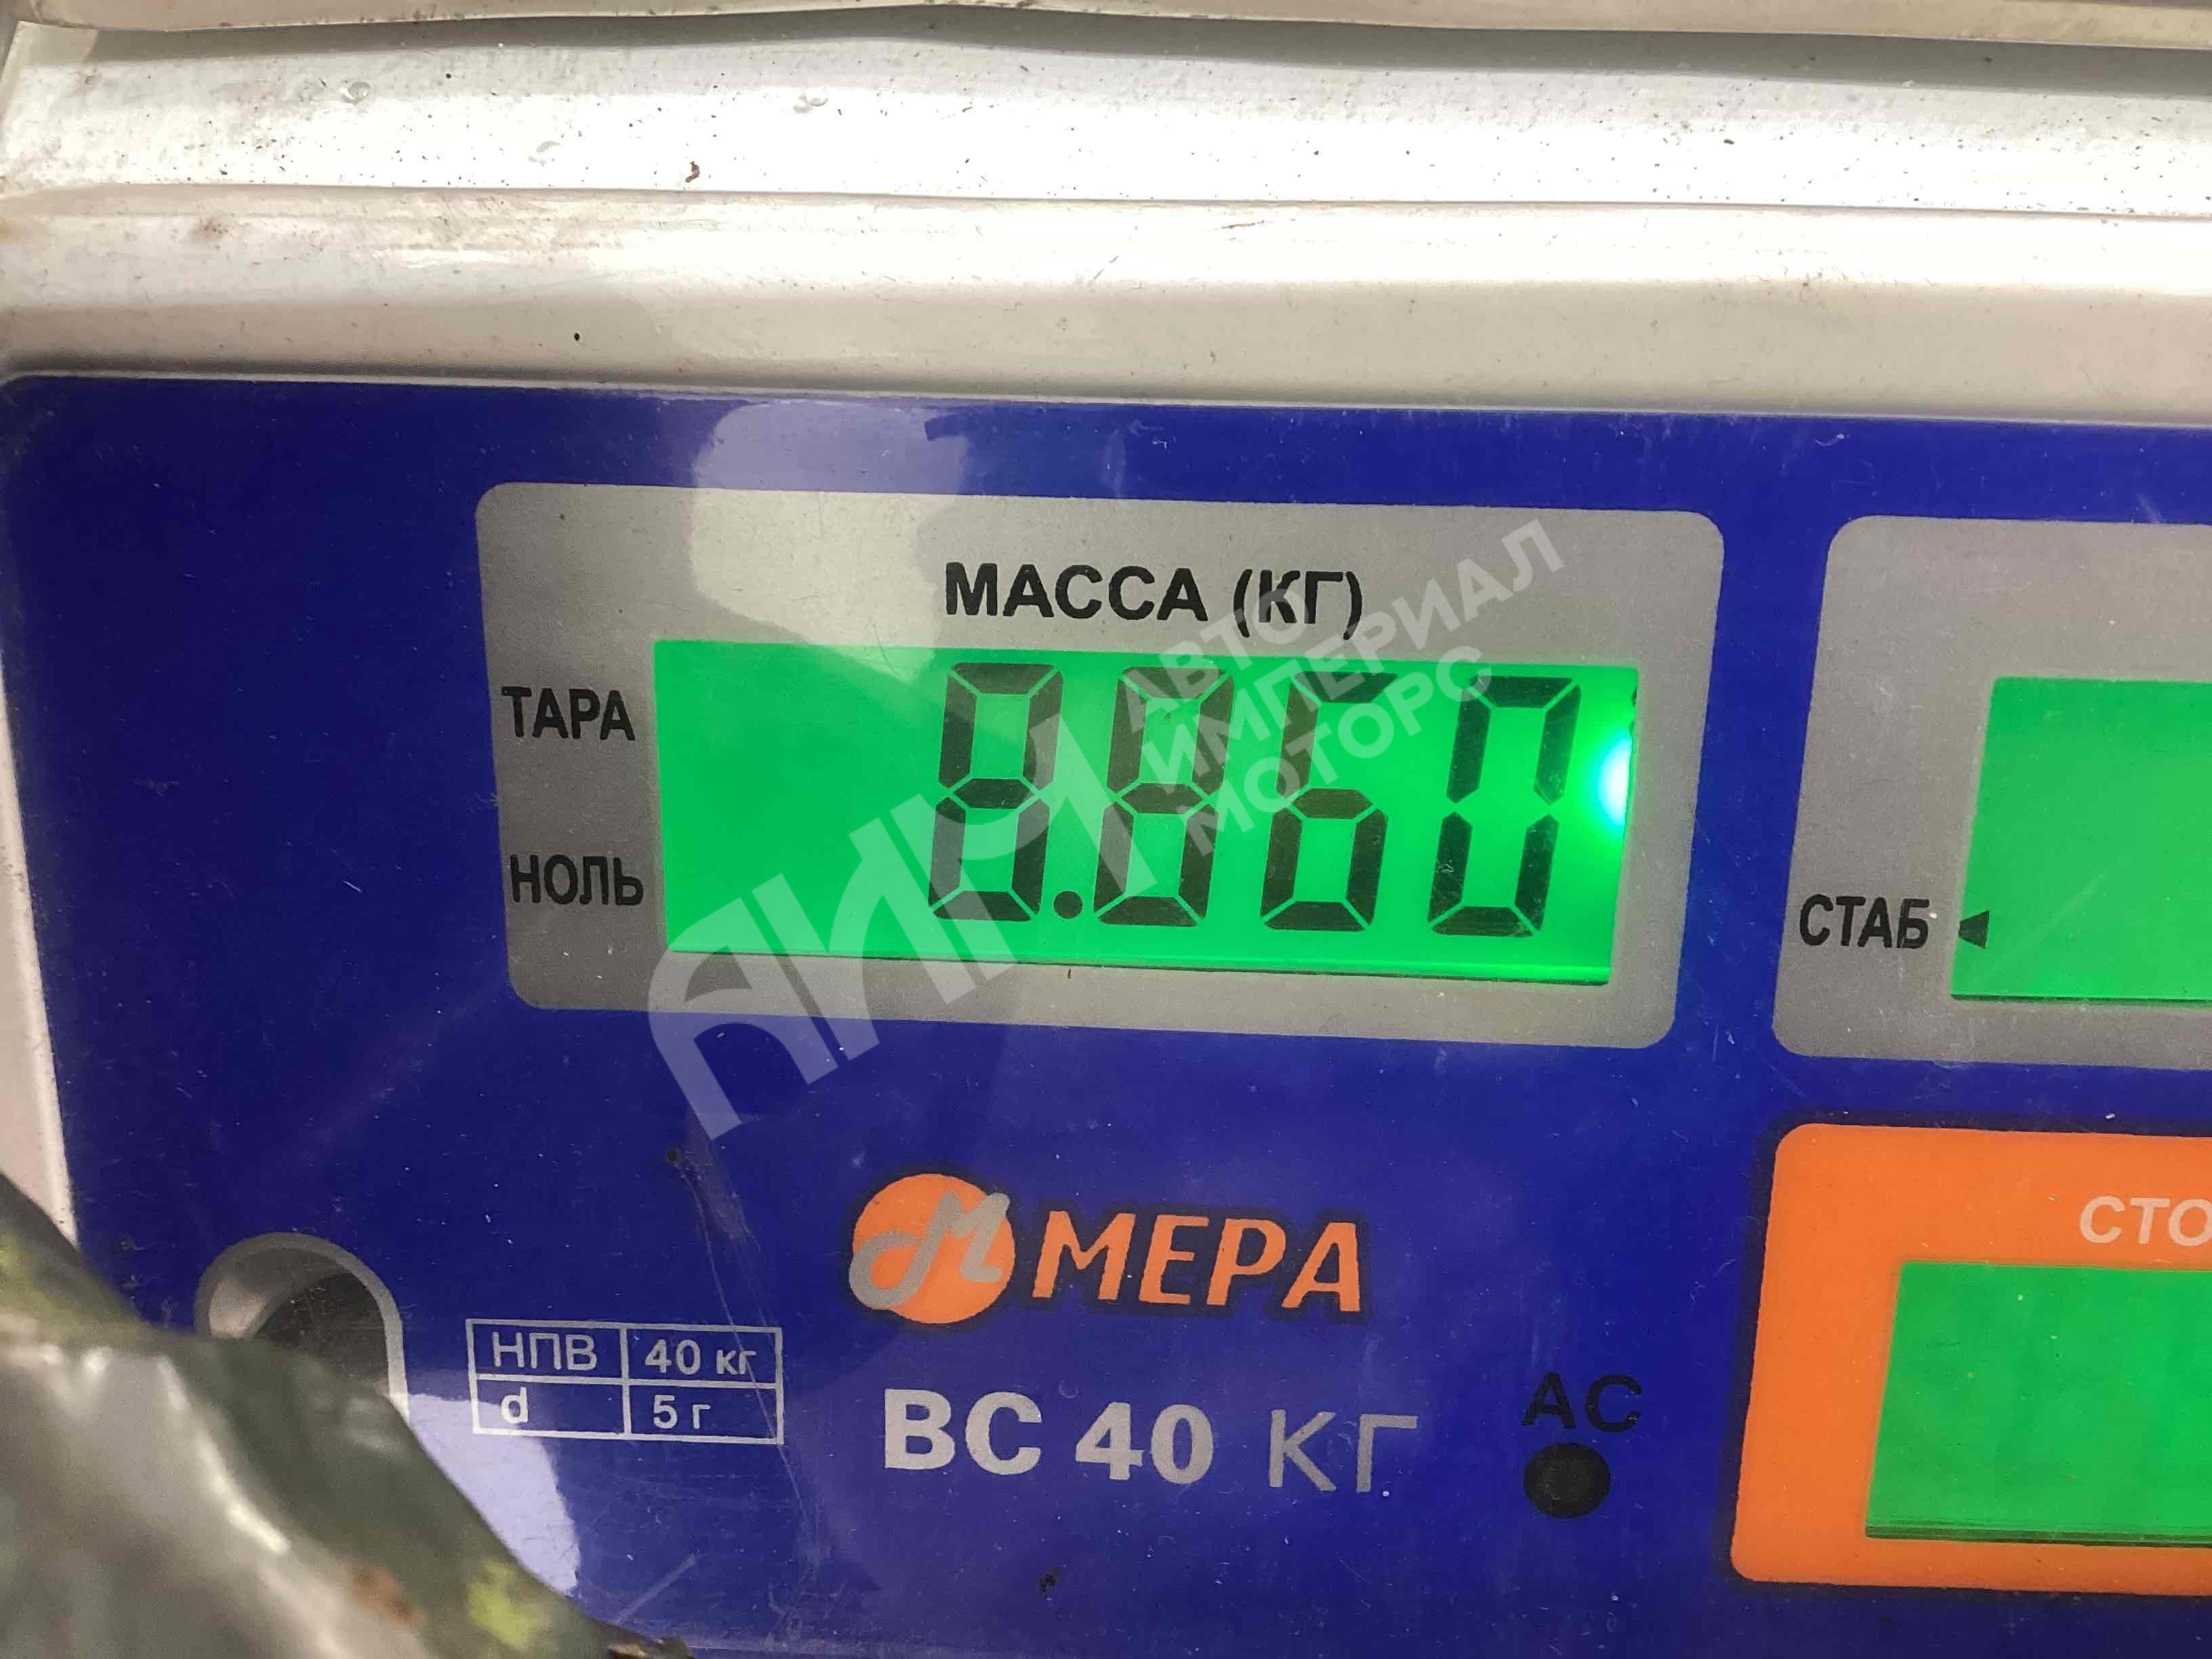 МАССА (КГ)
ТАРА
8.860
НОЛЬ
СТАБ
АВТО
ИМПЕРИАЛ
МОТОРС
АИМ
МЕРА
СТО
НПВ 40 кг
d 5 г
ВС 40 КГ
АС